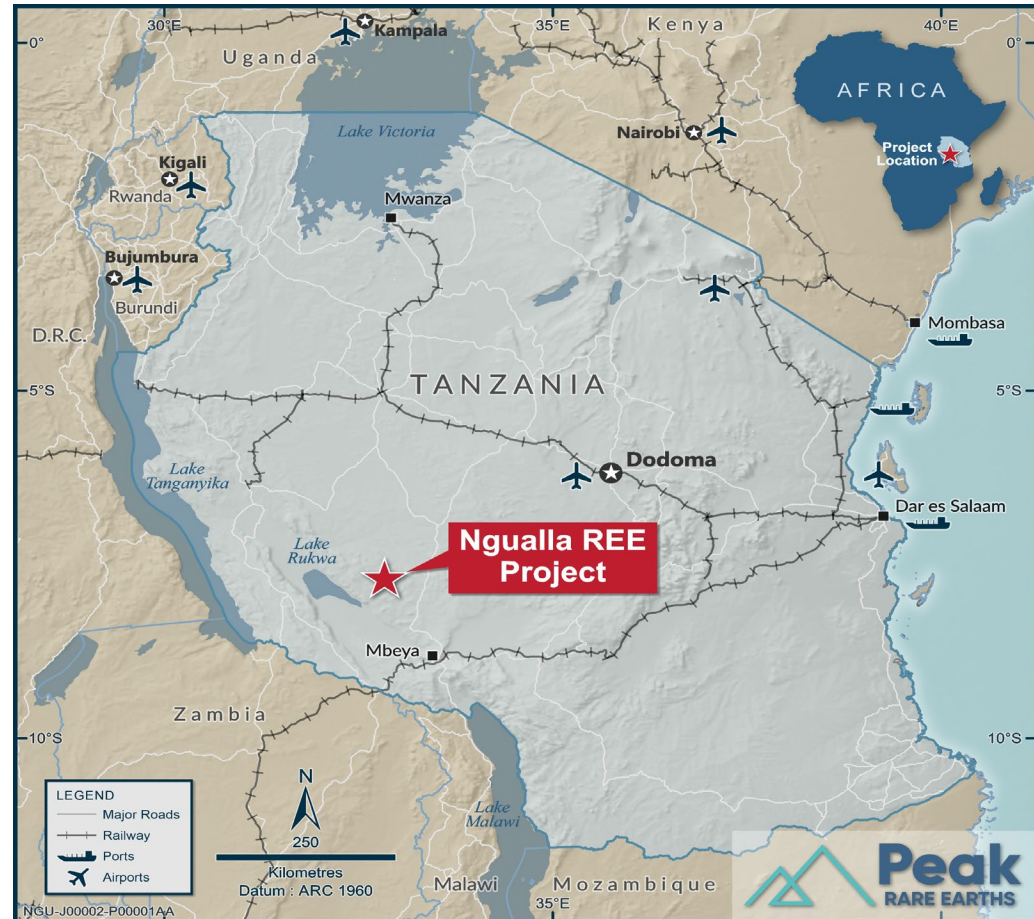 30°E
35°E
40°E
0°
0°
Kampala
Uganda
Kenya
AFRICA
Project
Location
Lake Victoria
Nairobi
Kigali
Rwanda
Mwanza
Bujumbura
Burundi
D.R.C.
Mombasa
TANZANIA
5°S
5°S
Dodoma
Lake
Tanganyika
Dar es Salaam
Ngualla REE
Project
Lake
Rukwa
Mbeya
Zambia
10°S
10°S
LEGEND
Major Roads
Railway
Ports
Airports
N
250
Kilometres
Datum : ARC 1960
Lake
Malawi
Malawi
Mozambique
35°E
Peak
RARE EARTHS
NGU-J00002-P00001AA